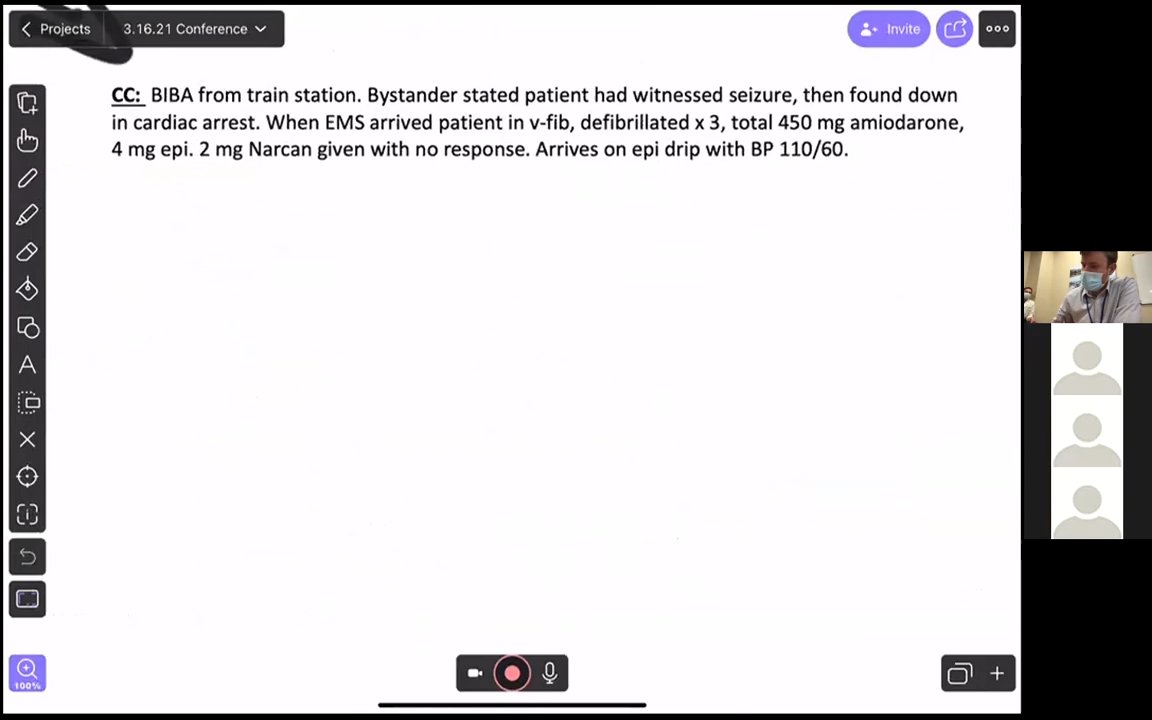 Projects
3.16.21 Conference
Invite
CC: BIBA from train station. Bystander stated patient had witnessed seizure, then found down
in cardiac arrest. When EMS arrived patient in v-fib, defibrillated x 3, total 450 mg amiodarone,
4 mg epi. 2 mg Narcan given with no response. Arrives on epi drip with BP 110/60.
A
100%